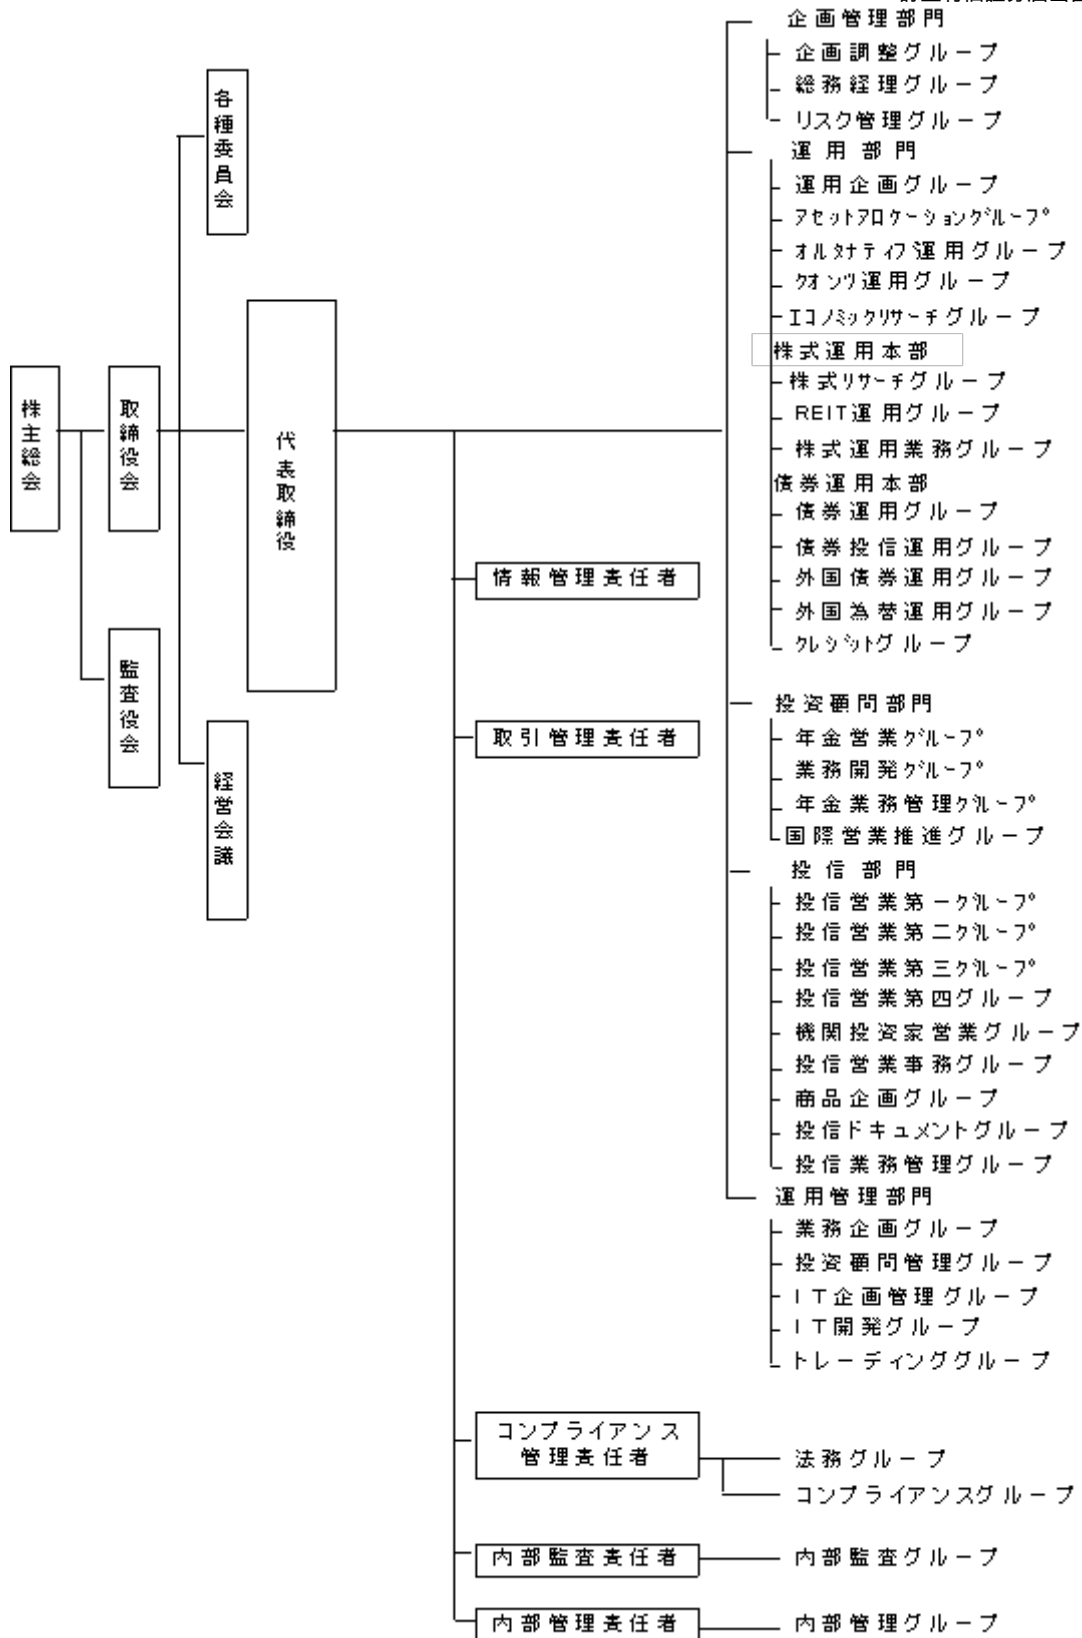 企画管理部門
企画調整グループ
総務経理グループ
リスク管理グループ
運用部門
運用企画グループ
アセットアロケーショングループ
オルタナティブ運用グループ
クオンツ運用グループ
エコノミックリサーチグループ
株式運用本部
株式リサーチグループ
REIT運用グループ
株式運用業務グループ
債券運用本部
債券運用グループ
債券投信運用グループ
外国債券運用グループ
外国為替運用グループ
クレジットグループ
投資顧問部門
年金営業グループ
業務開発グループ
年金業務管理グループ
国際営業推進グループ
投信部門
投信営業第一グループ
投信営業第二グループ
投信営業第三グループ
投信営業第四グループ
機関投資家営業グループ
投信営業事務グループ
商品企画グループ
投信ドキュメントグループ
投信業務管理グループ
運用管理部門
業務企画グループ
投資顧問管理グループ
IT企画管理グループ
IT開発グループ
トレーディンググループ
各種委員会
株主総会
取締役会
代表取締役
監査役会
経営会議
情報管理責任者
取引管理責任者
コンプライアンス
管理責任者
法務グループ
コンプライアンスグループ
内部監査責任者
内部監査グループ
内部管理責任者
内部管理グループ